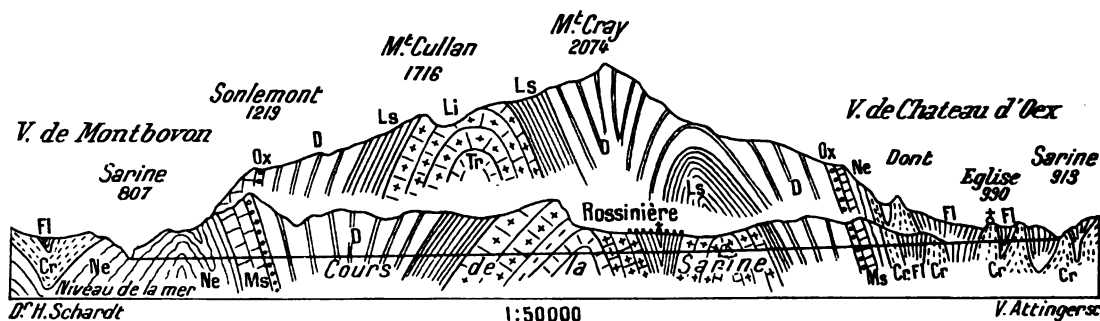 Mt. Cray
2074
Mt. Cullan
1716
Sonlemont
1219
V. de Montbovon
Sarine
807
V. de Chateau d'Oex
Dont
Eglise
990
Sarine
913
Ox
D
Ls
Li
Ls
Tr
D
Ls
D
Ox
Ne
Fl
Fl
Fl
Cr
Ne
Ne
Ms
D
Rossinière
Cours de la Sarine
Ms
Cr
Fl
Cr
Cr
Cr
Niveau de la mer
Dr. H. Schardt
1:50000
V. Attinger sc